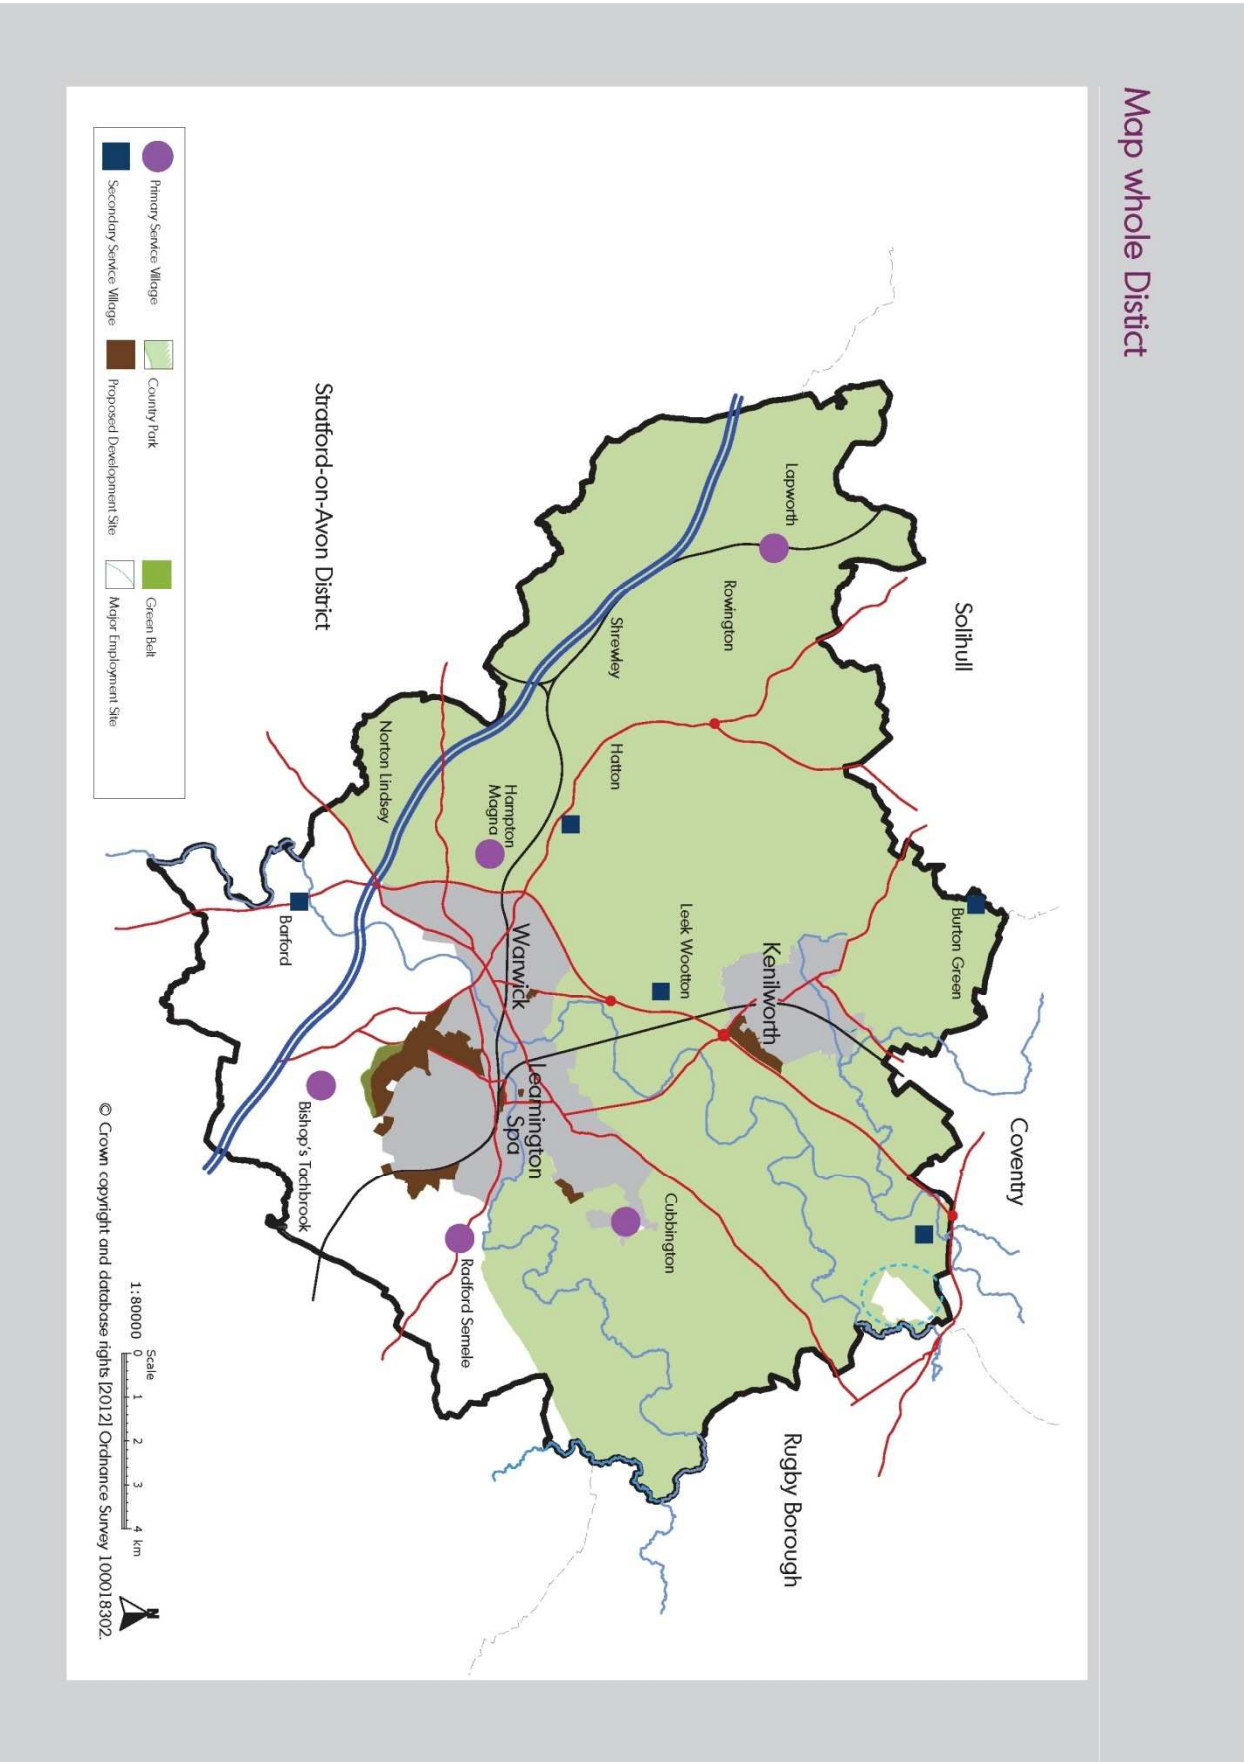 Map whole Distict
Solihull
Coventry
Rugby Borough
Stratford-on-Avon District
Lapworth
Rowington
Shrewley
Hatton
Hampton
Magna
Norton Lindsey
Burton Green
Leek Wootton
Kenilworth
Warwick
Leamington
Spa
Barford
Bishop's Tachbrook
Cubbington
Radford Semele
Primary Service Village
Country Park
Green Belt
Secondary Service Village
Proposed Development Site
Major Employment Site
Scale
1:80000 0 1 2 3 4 km
N
© Crown copyright and database rights [2012] Ordnance Survey 100018302.